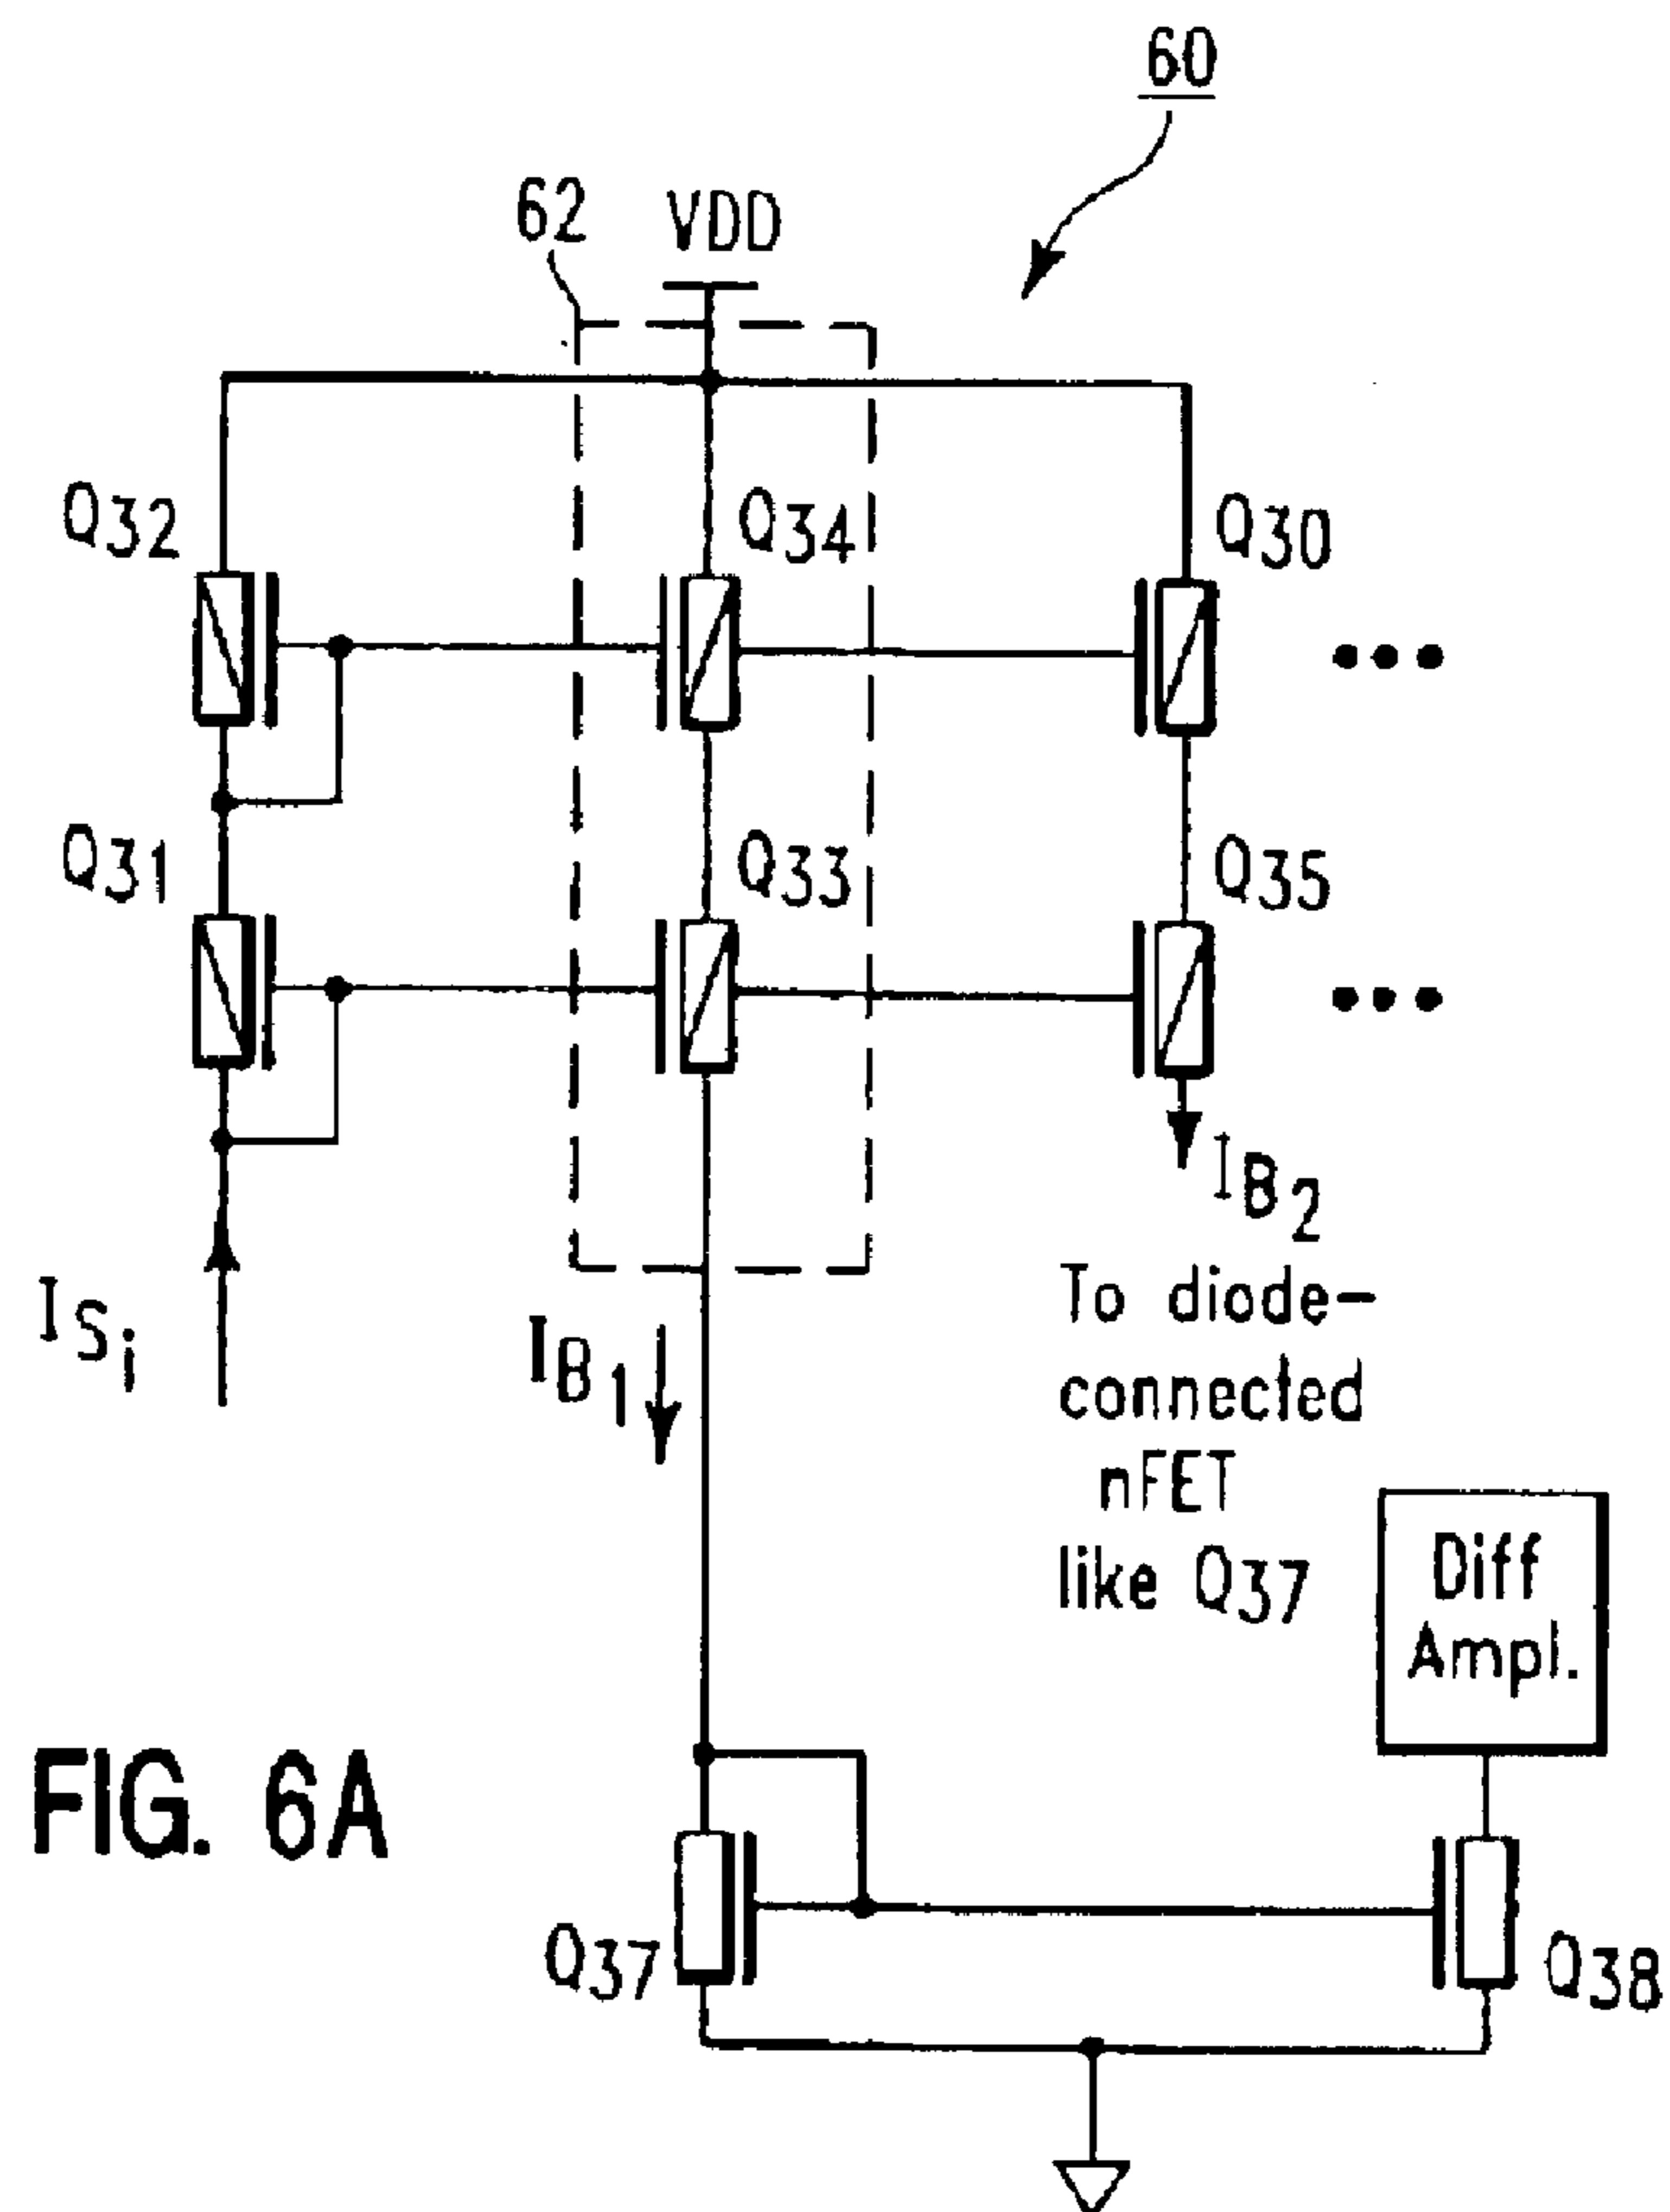 60
62
VDD
Q32
Q34
Q30
Q31
Q33
Q35
ISi
IB1
IB2
To diode-
connected
nFET
like Q37
Diff
Ampl.
FIG. 6A
Q37
Q38